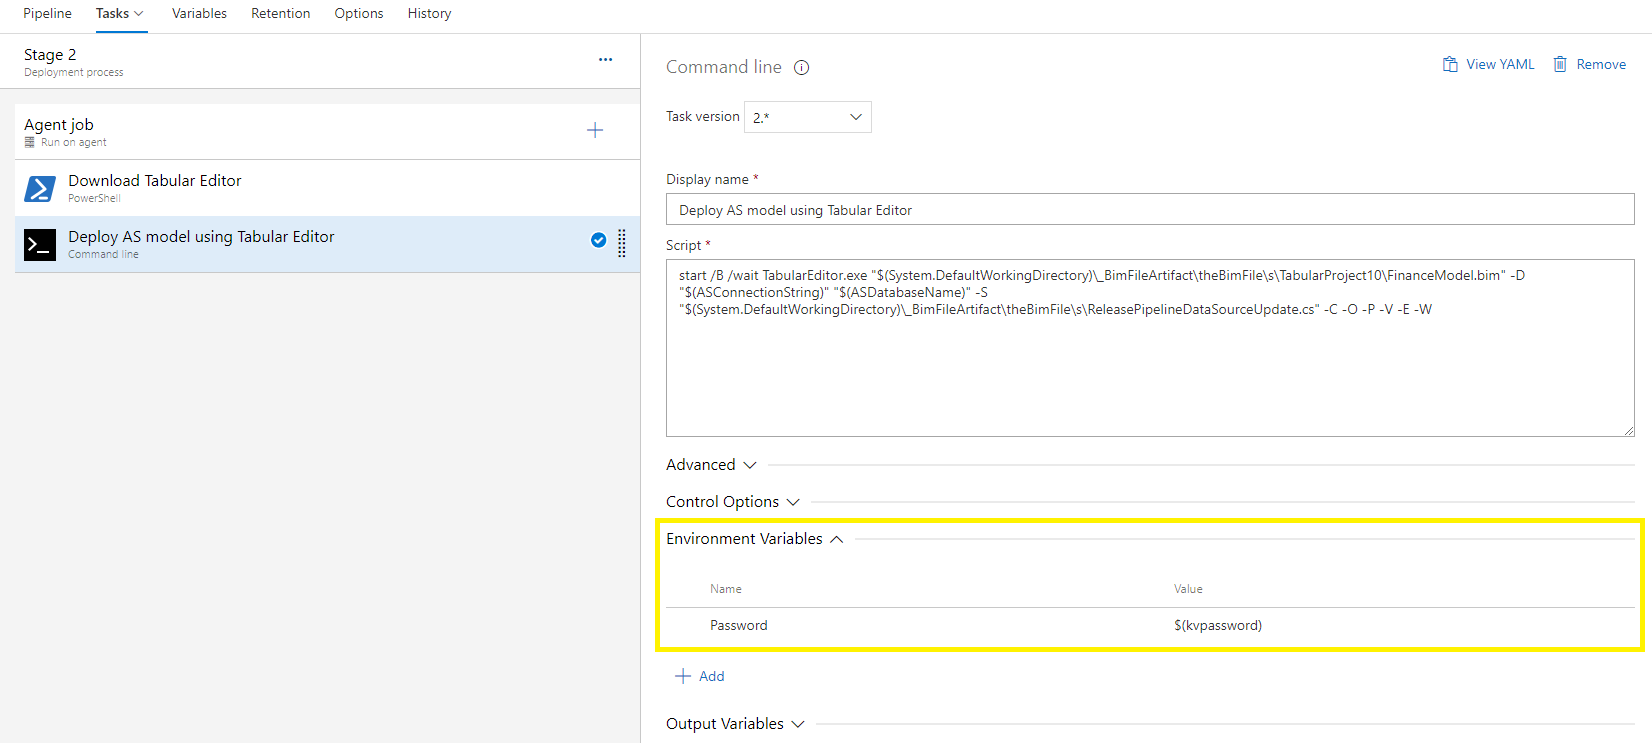 Pipeline Tasks Variables Retention Options History
Stage 2
Deployment process
Agent job
Run on agent
Download Tabular Editor
PowerShell
Deploy AS model using Tabular Editor
Command line
Command line
View YAML Remove
Task version 2.*
Display name *
Deploy AS model using Tabular Editor
Script *
start /B /wait TabularEditor.exe "$(System.DefaultWorkingDirectory)\_BimFileArtifact\theBimFile\s\TabularProject10\FinanceModel.bim" -D
"$(ASConnectionString)" "$(ASDatabaseName)" -S
"$(System.DefaultWorkingDirectory)\_BimFileArtifact\theBimFile\s\ReleasePipelineDataSourceUpdate.cs" -C -O -P -V -E -W
Advanced
Control Options
Environment Variables
Name Value
Password $(kvpassword)
Add
Output Variables